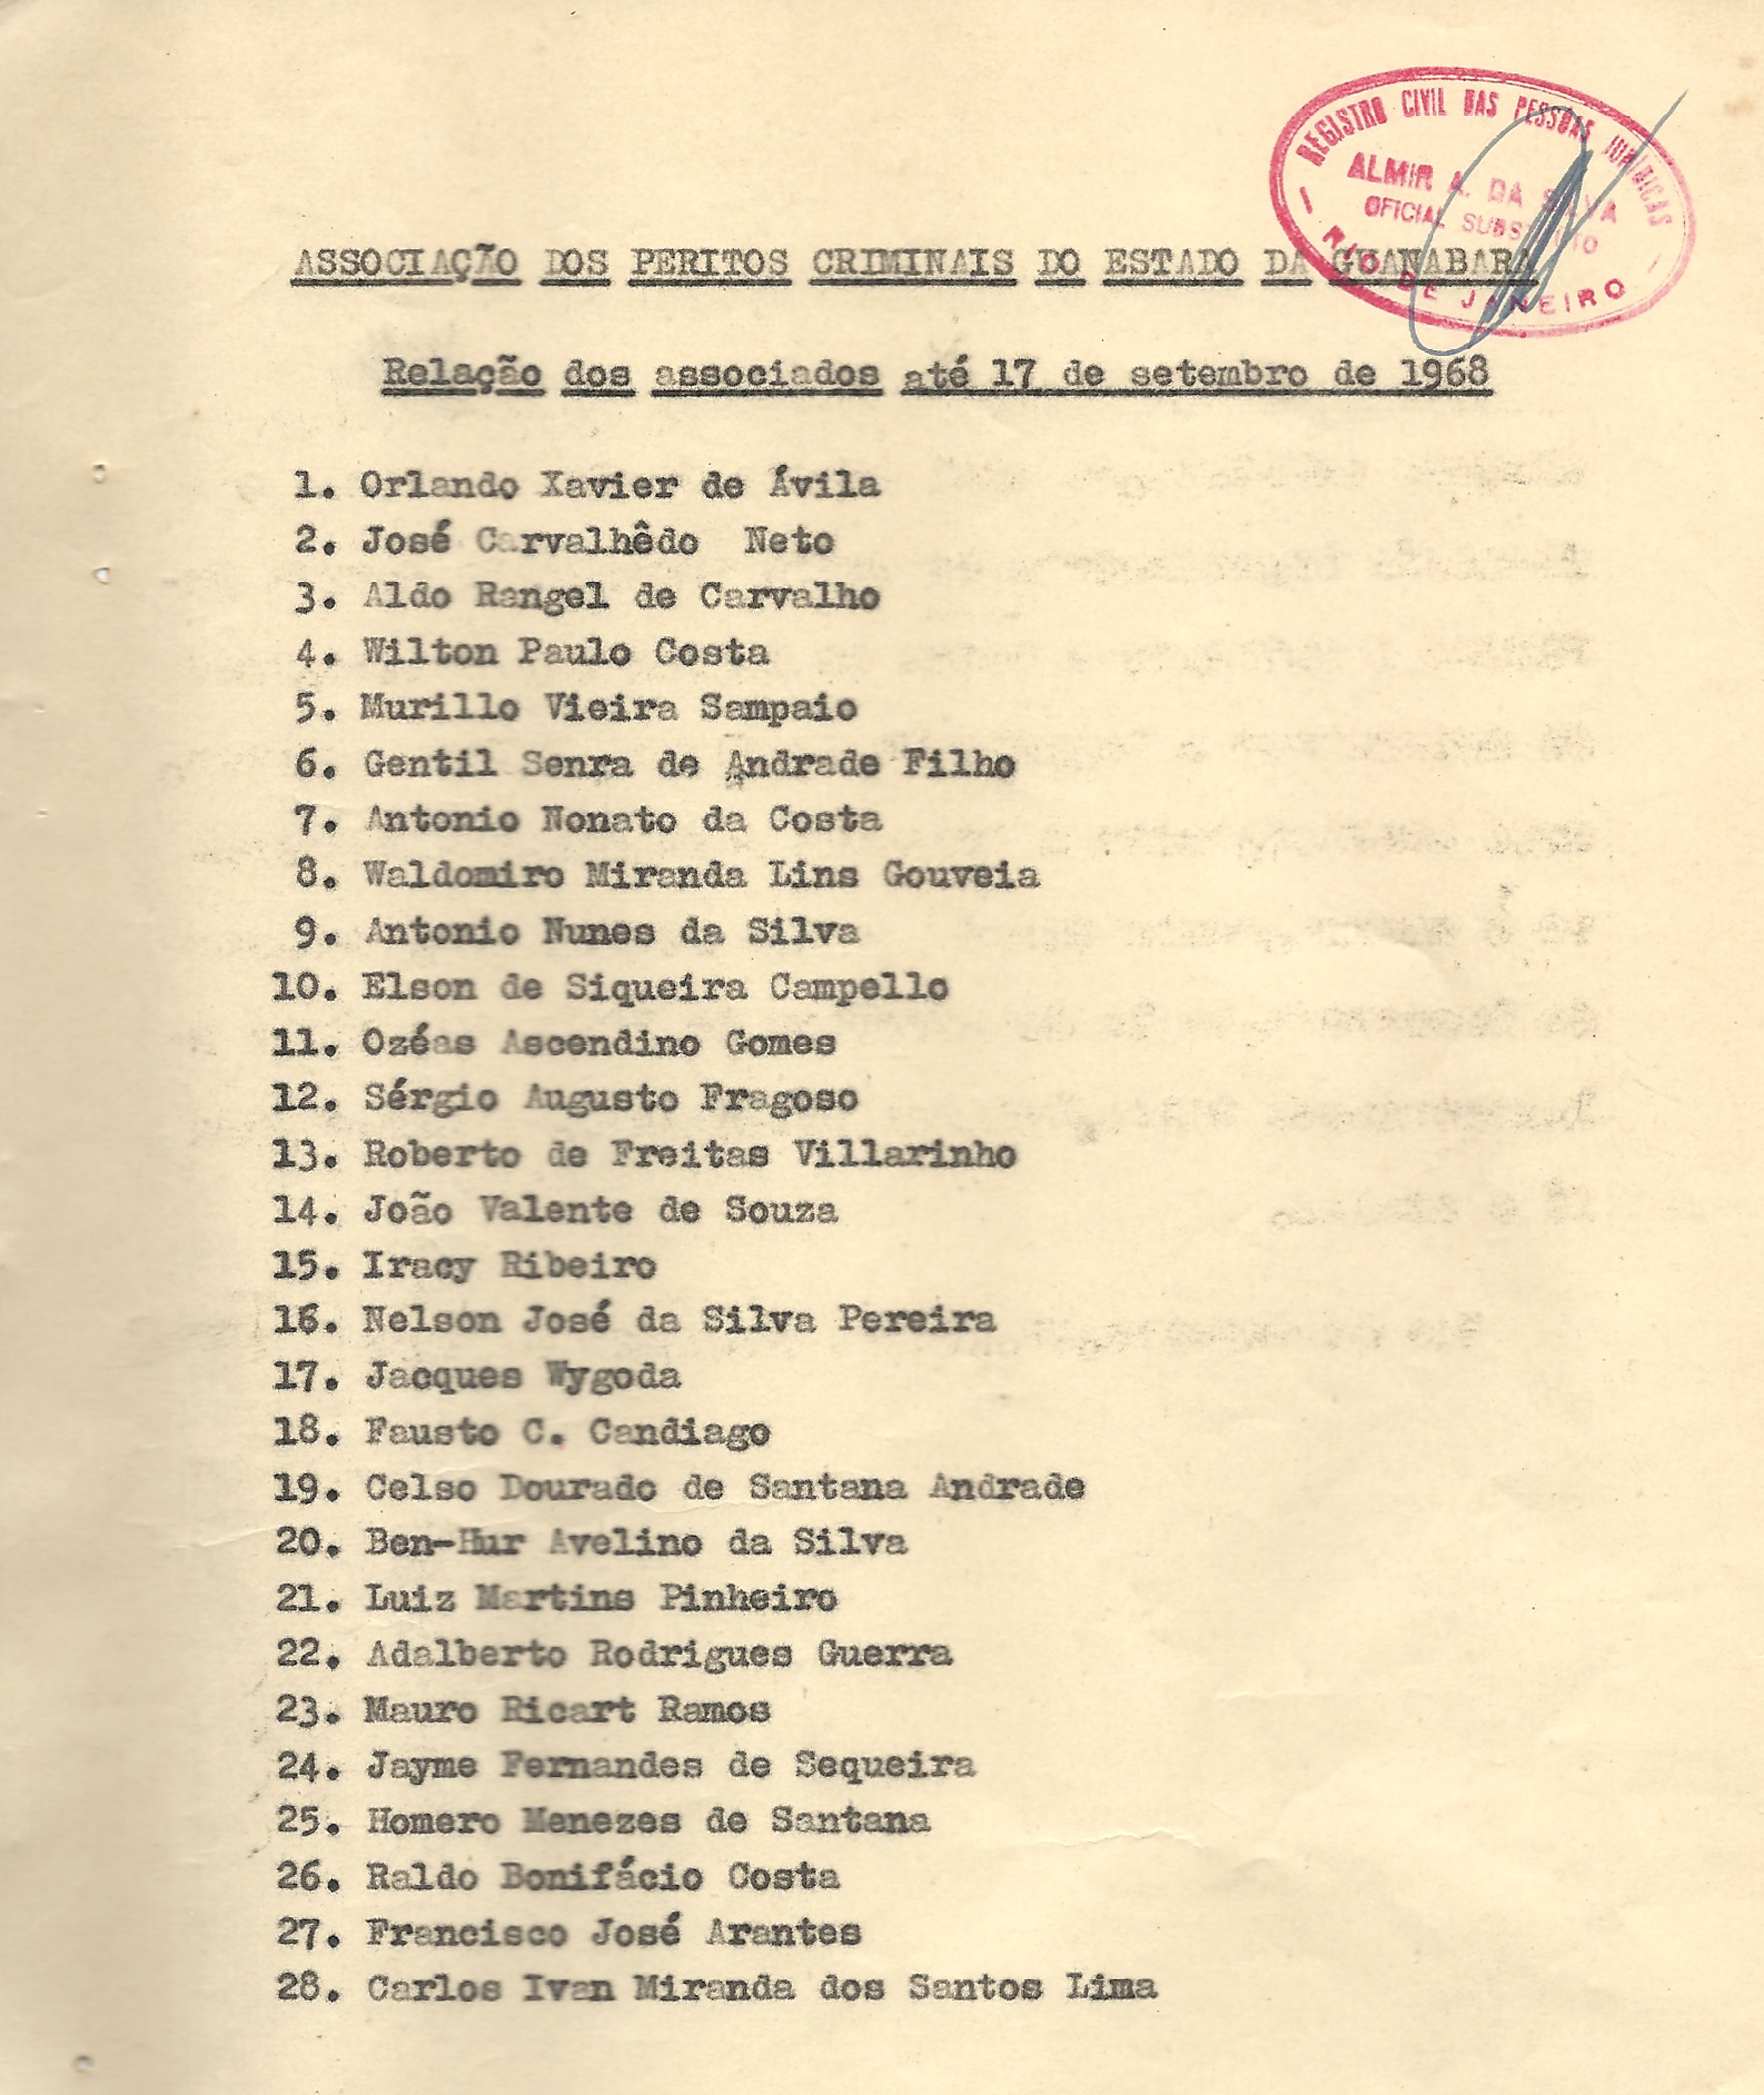 REGISTRO CIVIL DAS PESSOAS JURIDICAS
ALMIR A. DA SILVA
OFICIAL SUBSTITUTO
RIO DE JANEIRO
ASSOCIAÇÃO DOS PERITOS CRIMINAIS DO ESTADO DA GUANABARA
Relação dos associados até 17 de setembro de 1968
1. Orlando Xavier de Ávila
2. José Carvalhêdo Neto
3. Aldo Rangel de Carvalho
4. Wilton Paulo Costa
5. Murillo Vieira Sampaio
6. Gentil Senra de Andrade Filho
7. Antonio Nonato da Costa
8. Waldomiro Miranda Lins Gouveia
9. Antonio Nunes da Silva
10. Elson de Siqueira Campello
11. Ozéas Ascendino Gomes
12. Sérgio Augusto Fragoso
13. Roberto de Freitas Villarinho
14. João Valente de Souza
15. Iracy Ribeiro
16. Nelson José da Silva Pereira
17. Jacques Wygoda
18. Fausto C. Candiago
19. Celso Dourado de Santana Andrade
20. Ben-Hur Avelino da Silva
21. Luiz Martins Pinheiro
22. Adalberto Rodrigues Guerra
23. Mauro Ricart Ramos
24. Jayme Fernandes de Sequeira
25. Homero Menezes de Santana
26. Raldo Bonifácio Costa
27. Francisco José Arantes
28. Carlos Ivan Miranda dos Santos Lima